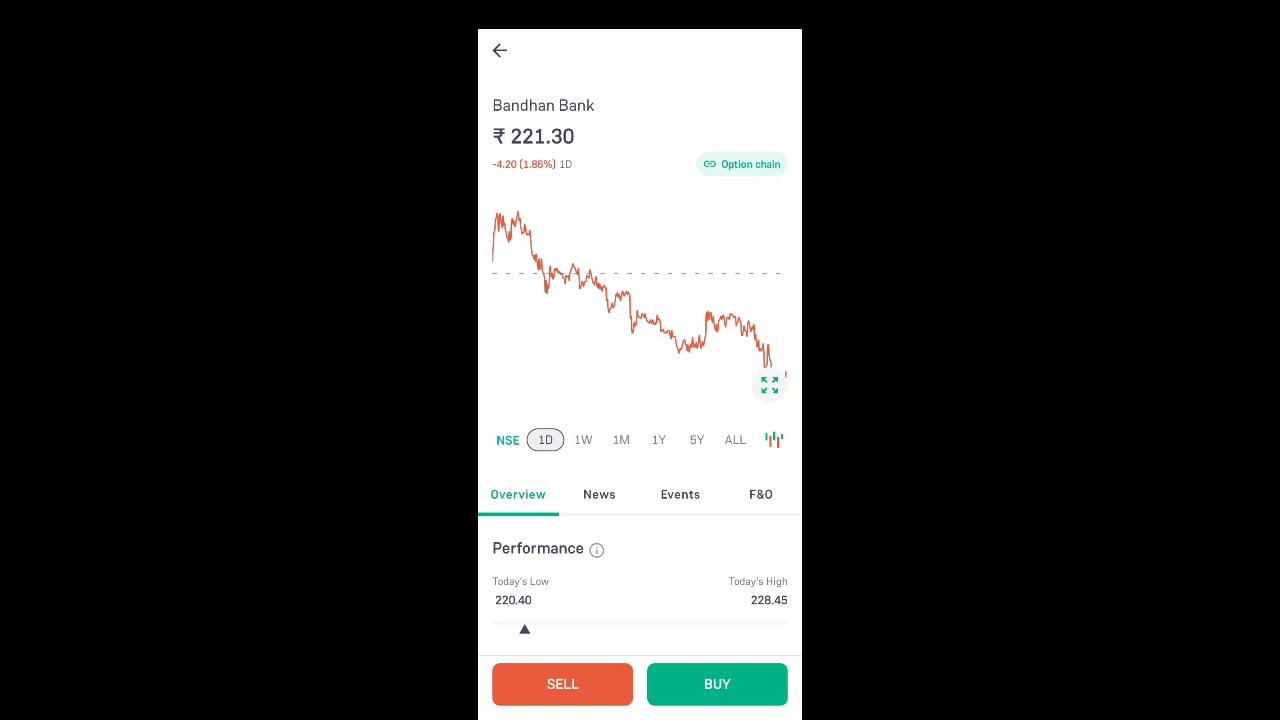 Bandhan Bank
₹ 221.30
-4.20 (1.86%) 1D
Option chain
NSE 1D 1W 1M 1Y 5Y ALL
Overview News Events F&O
Performance
Today's Low Today's High
220.40 228.45
SELL BUY